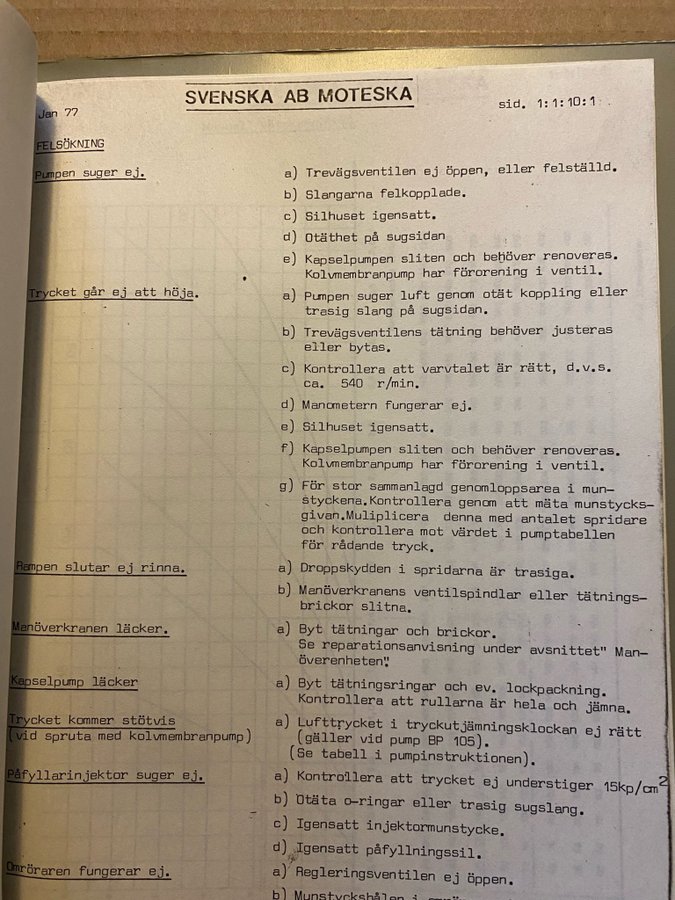 Jan 77
SVENSKA AB MOTESKA
sid. 1:1:10:1
FELSÖKNING
Pumpen suger ej.
a) Trevägsventilen ej öppen, eller felställd.
b) Slangarna felkopplade.
c) Silhuset igensatt.
d) Otäthet på sugsidan
e) Kapselpumpen sliten och behöver renoveras.
Kolvmembranpump har förorening i ventil.
Trycket går ej att höja.
a) Pumpen suger luft genom otät koppling eller
trasig slang på sugsidan.
b) Trevägsventilens tätning behöver justeras
eller bytas.
c) Kontrollera att varvtalet är rätt, d.v.s.
ca. 540 r/min.
d) Manometern fungerar ej.
e) Silhuset igensatt.
f) Kapselpumpen sliten och behöver renoveras.
Kolvmembranpump har förorening i ventil.
g) För stor sammanlagd genomloppsarea i mun-
styckena.Kontrollera genom att mäta munstycks-
givan.Muliplicera denna med antalet spridare
och kontrollera mot värdet i pumptabellen
för rådande tryck.
Rampen slutar ej rinna.
a) Droppskydden i spridarna är trasiga.
b) Manöverkranens ventilspindlar eller tätnings-
brickor slitna.
Manöverkranen läcker.
a) Byt tätningar och brickor.
Se reparationsanvisning under avsnittet" Man-
överenheten".
Kapselpump läcker
a) Byt tätningsringar och ev. lockpackning.
Kontrollera att rullarna är hela och jämna.
Trycket kommer stötvis
(vid spruta med kolvmembranpump)
a) Lufttrycket i tryckutjämningsklockan ej rätt
(gäller vid pump BP 105).
(Se tabell i pumpinstruktionen).
Påfyllarinjektor suger ej.
a) Kontrollera att trycket ej understiger 15kp/cm²
b) Otäta o-ringar eller trasig sugslang.
c) Igensatt injektormunstycke.
d) Igensatt påfyllningssil.
Omröraren fungerar ej.
a) Regleringsventilen ej öppen.
b) Munstyckshålen i